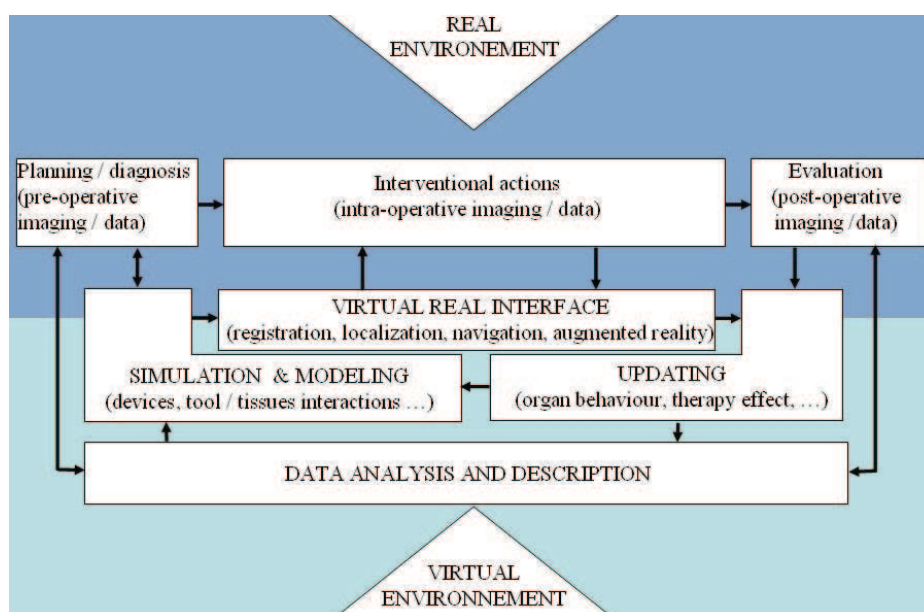 REAL
ENVIRONEMENT
Planning / diagnosis
(pre-operative
imaging / data)
Interventional actions
(intra-operative imaging / data)
Evaluation
(post-operative
imaging /data)
VIRTUAL REAL INTERFACE
(registration, localization, navigation, augmented reality)
SIMULATION & MODELING
(devices, tool / tissues interactions …)
UPDATING
(organ behaviour, therapy effect, …)
DATA ANALYSIS AND DESCRIPTION
VIRTUAL
ENVIRONNEMENT